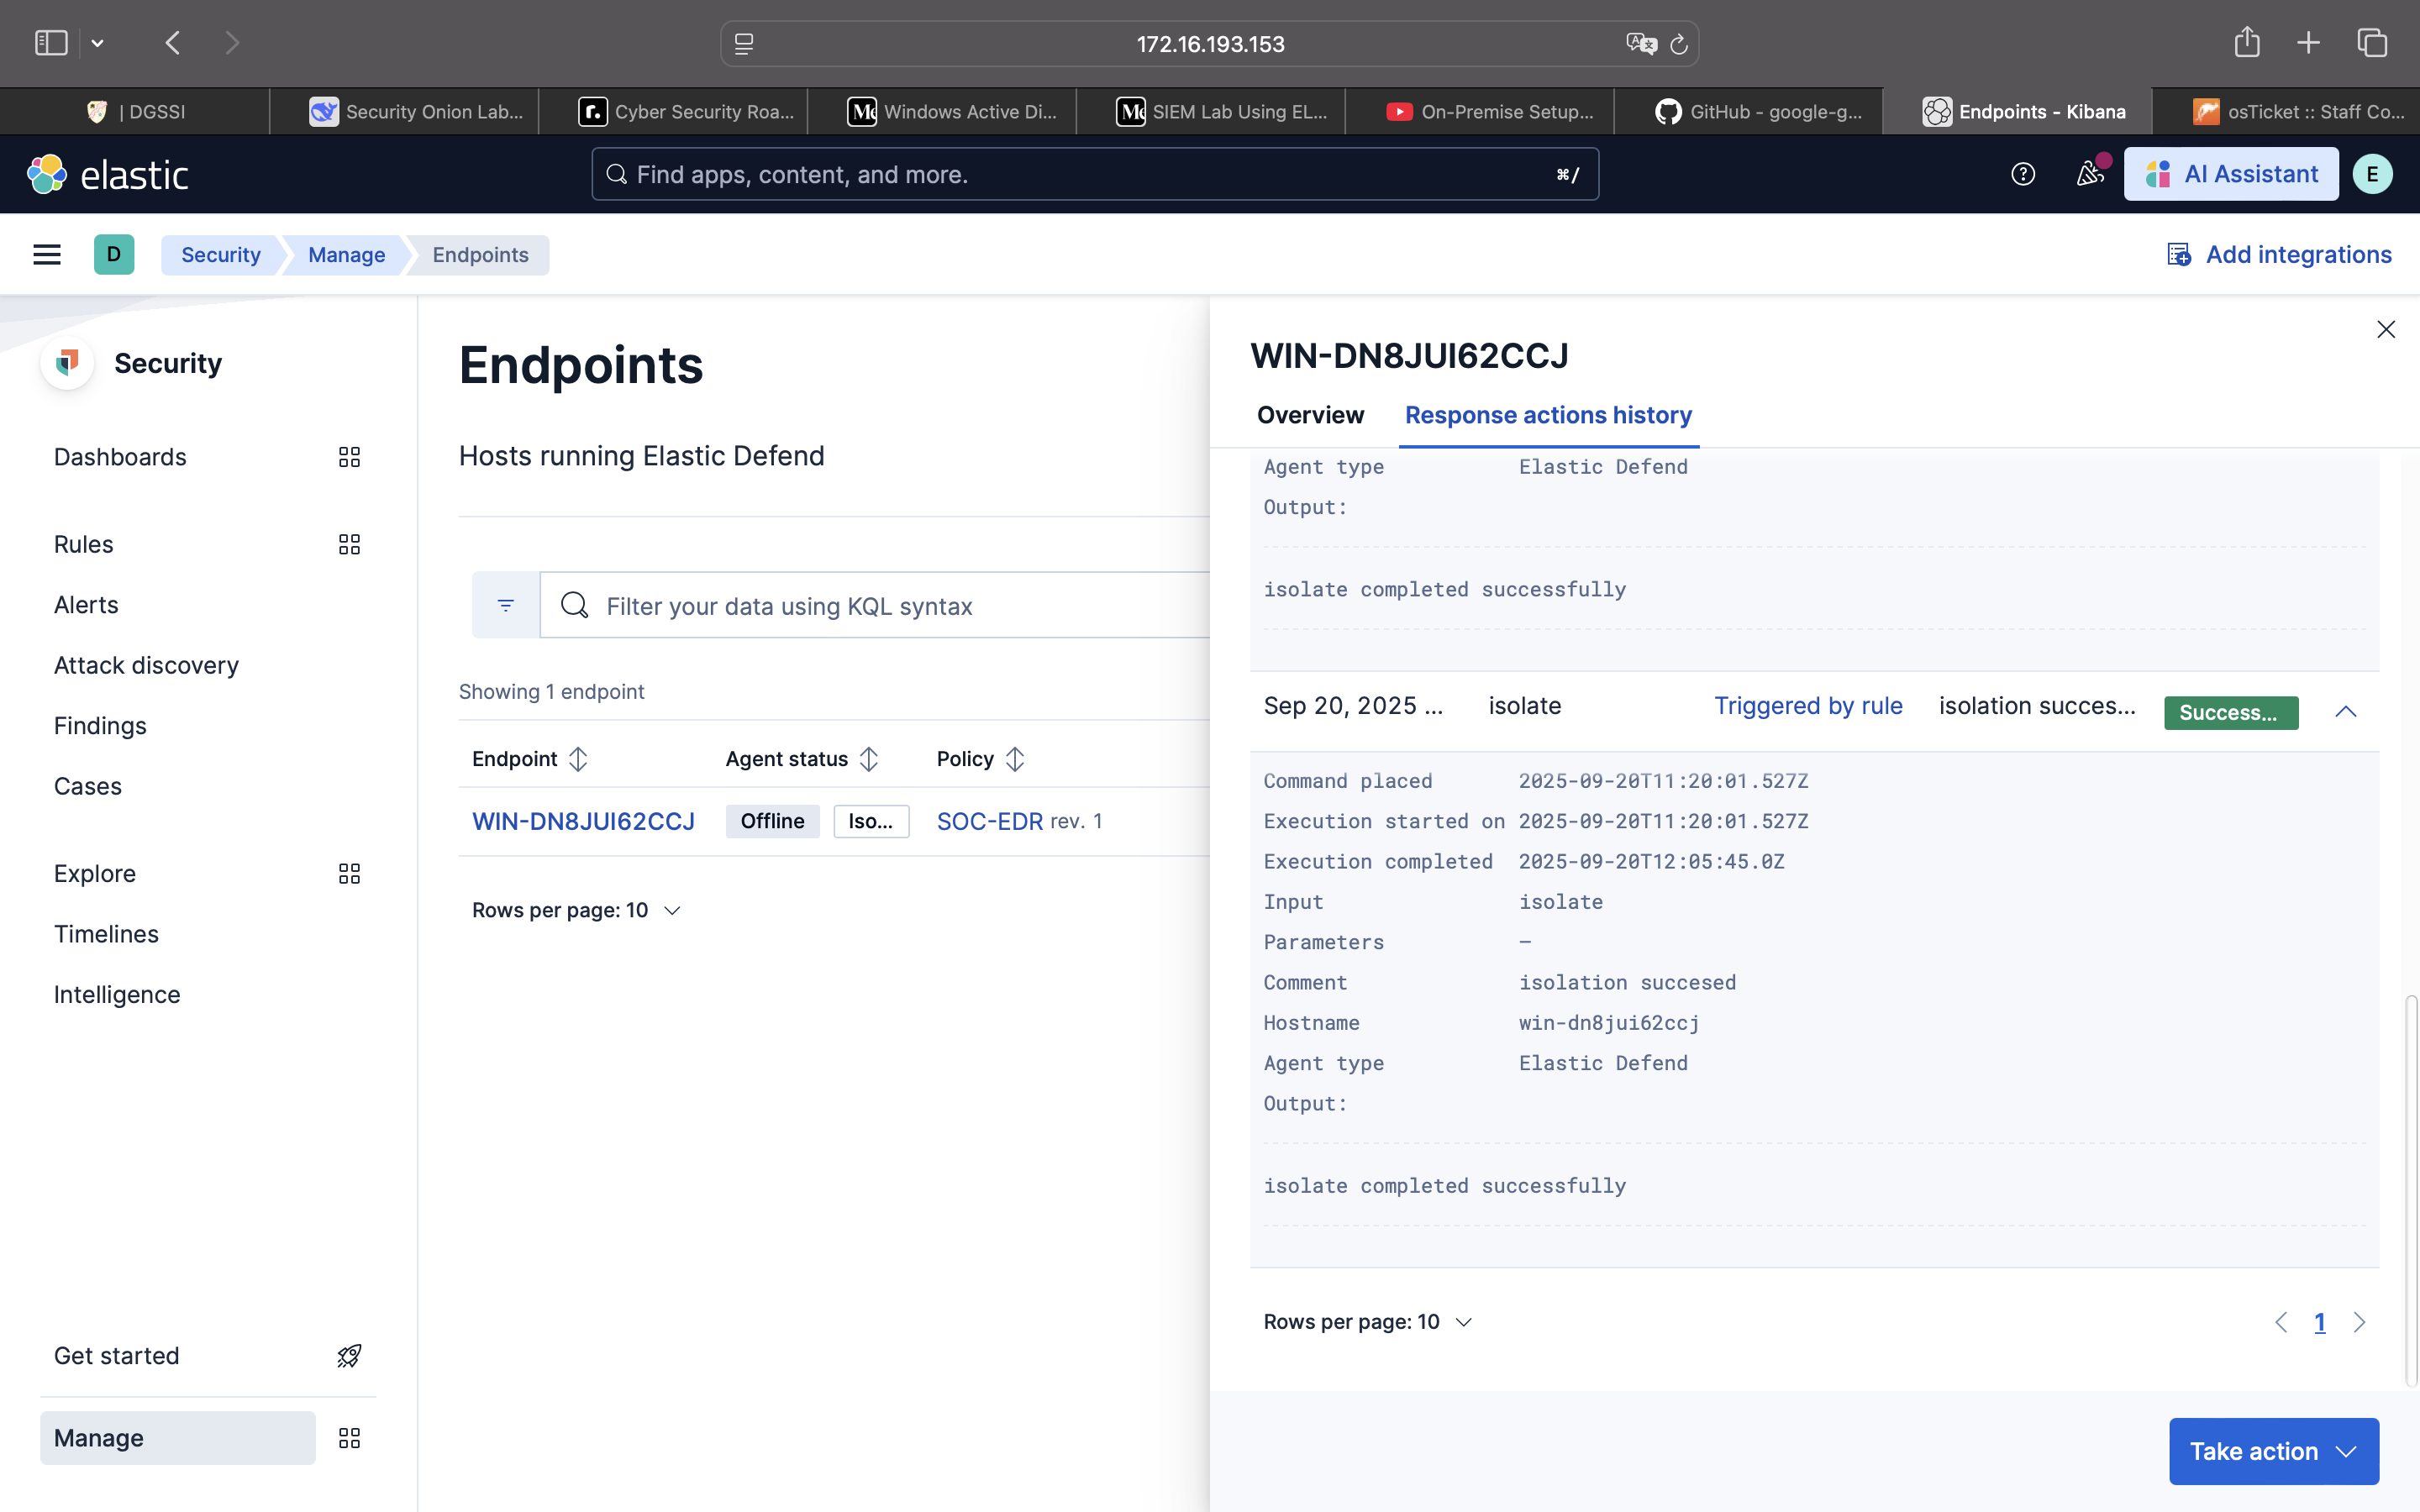 172.16.193.153
| DGSSI
Security Onion Lab...
Cyber Security Roa...
Windows Active Di...
SIEM Lab Using EL...
On-Premise Setup...
GitHub - google-g...
Endpoints - Kibana
osTicket :: Staff Co...
elastic
Find apps, content, and more.
⌘/
AI Assistant
E
D
Security
Manage
Endpoints
Add integrations
Security
Dashboards
Rules
Alerts
Attack discovery
Findings
Cases
Explore
Timelines
Intelligence
Get started
Manage
Endpoints
Hosts running Elastic Defend
Filter your data using KQL syntax
Showing 1 endpoint
Endpoint Agent status Policy
WIN-DN8JUI62CCJ Offline Iso... SOC-EDR rev. 1
Rows per page: 10
WIN-DN8JUI62CCJ
Overview Response actions history
Agent type Elastic Defend
Output:
isolate completed successfully
Sep 20, 2025 ... isolate Triggered by rule isolation succes... Success...
Command placed 2025-09-20T11:20:01.527Z
Execution started on 2025-09-20T11:20:01.527Z
Execution completed 2025-09-20T12:05:45.0Z
Input isolate
Parameters —
Comment isolation succesed
Hostname win-dn8jui62ccj
Agent type Elastic Defend
Output:
isolate completed successfully
Rows per page: 10
1
Take action